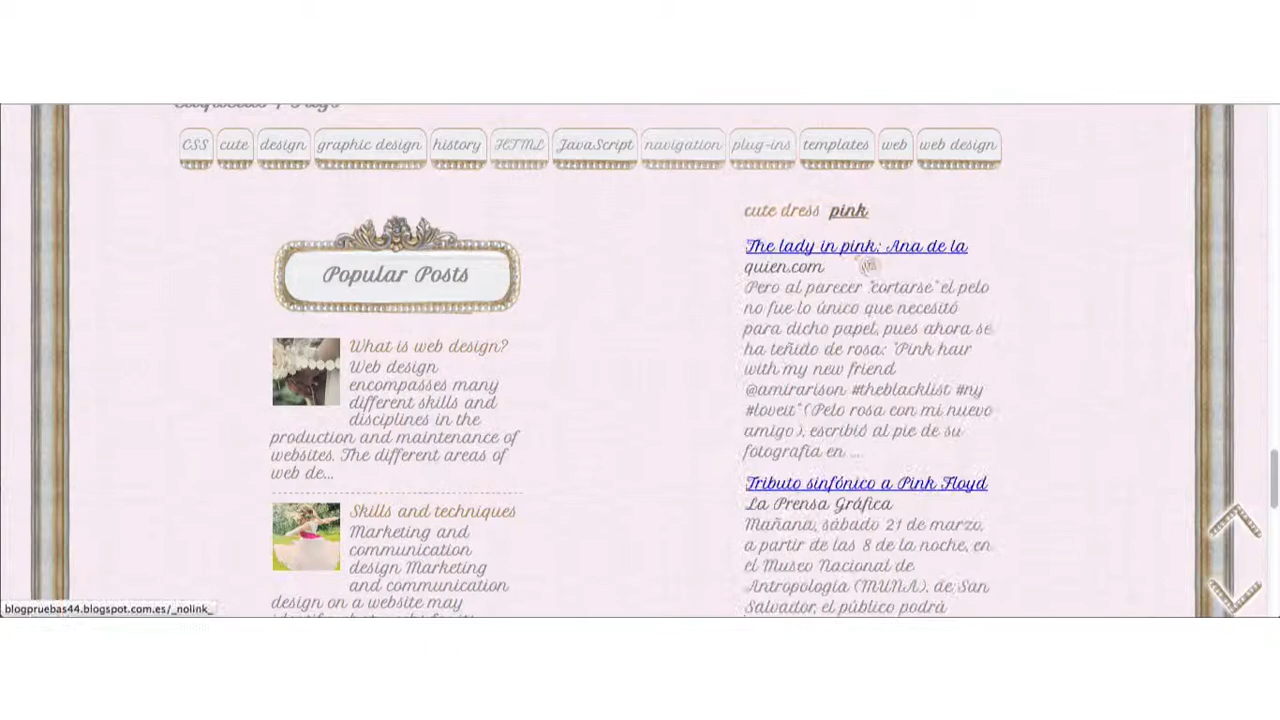 CSS cute design graphic design history HTML JavaScript navigation plug-ins templates web web design
Popular Posts
What is web design?
Web design
encompasses many
different skills and
disciplines in the
production and maintenance of
websites. The different areas of
web de...
Skills and techniques
Marketing and
communication
design Marketing
and communication
design on a website may
cute dress pink
The lady in pink: Ana de la
quien.com
Pero al parecer "cortarse" el pelo
no fue lo único que necesitó
para dicho papel, pues ahora se
ha teñido de rosa: "Pink hair
with my new friend
@amirarison #theblacklist #ny
#loveit" (Pelo rosa con mi nuevo
amigo), escribió al pie de su
fotografía en ...
Tributo sinfónico a Pink Floyd
La Prensa Gráfica
Mañana, sábado 21 de marzo,
a partir de las 8 de la noche, en
el Museo Nacional de
Antropología (MUNA), de San
Salvador, el público podrá
blogpruebas44.blogspot.com.es/_nolink_